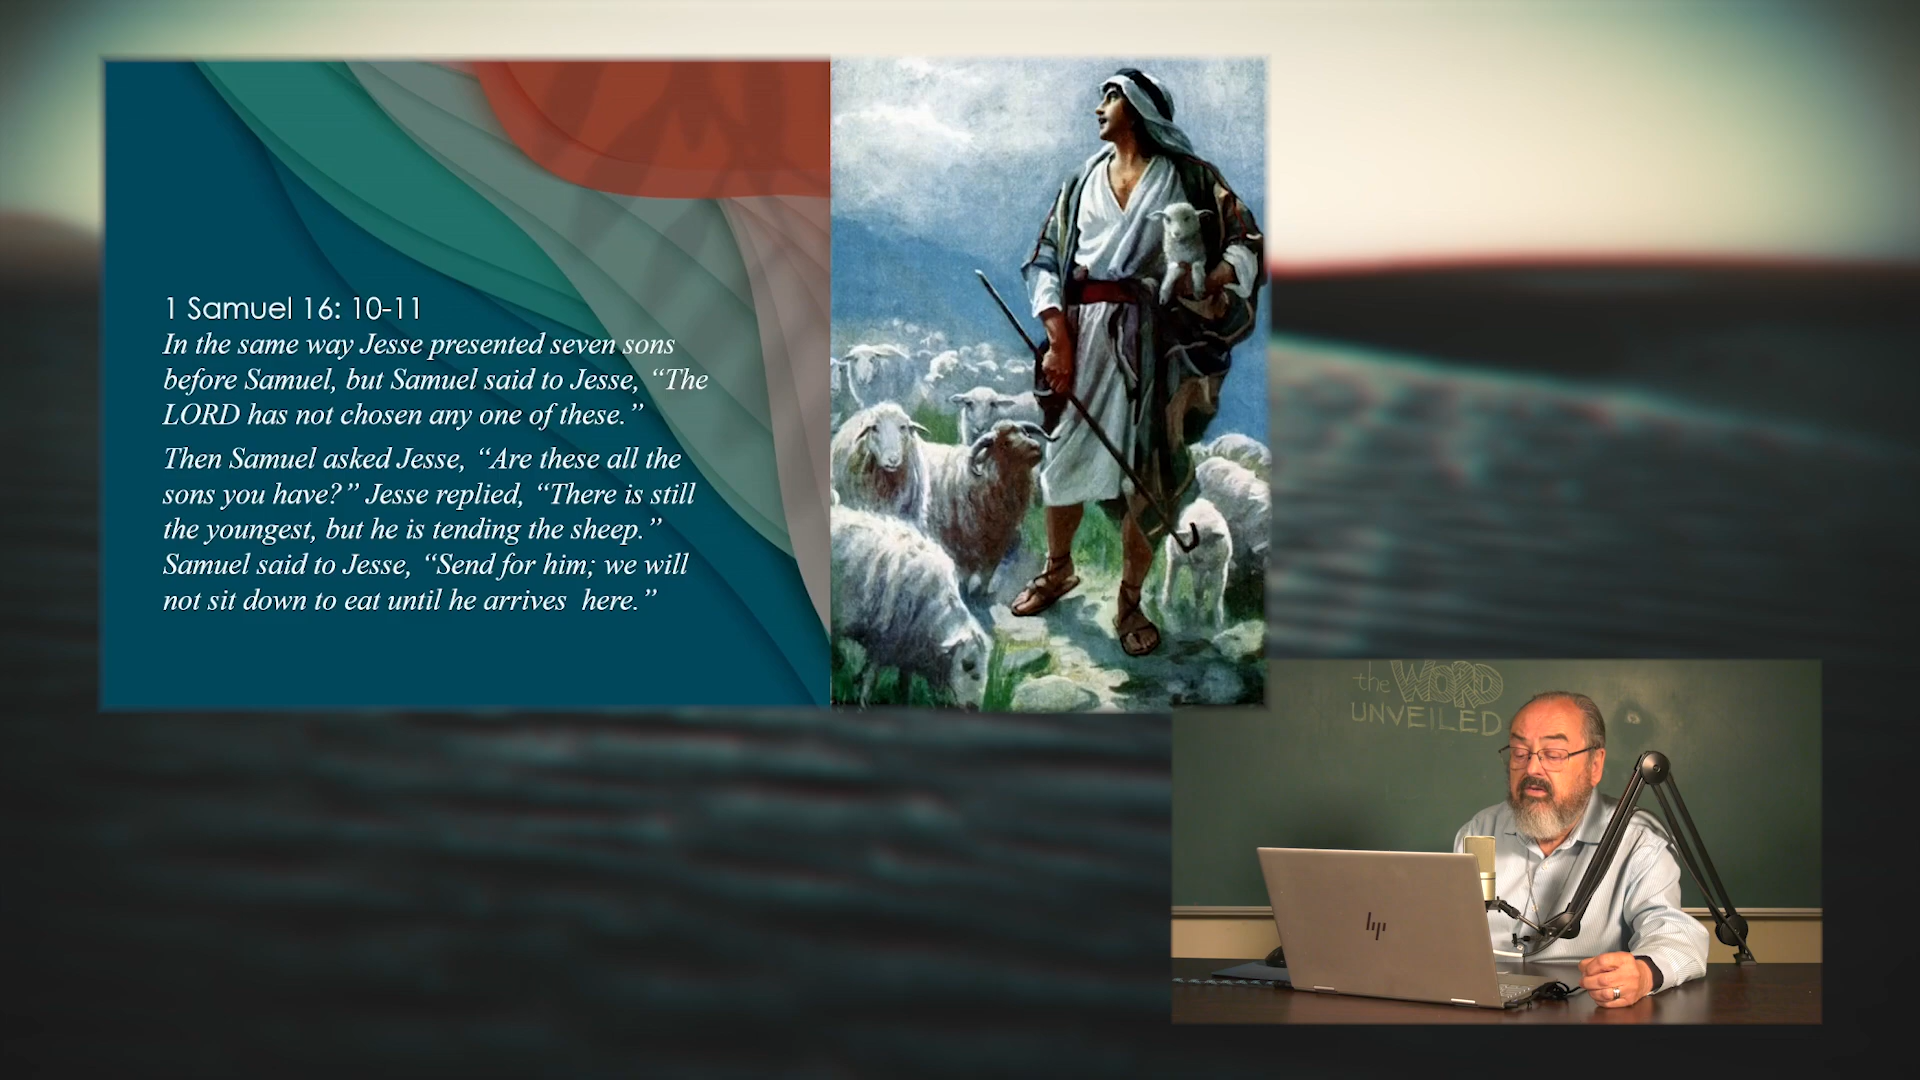 1 Samuel 16: 10-11
In the same way Jesse presented seven sons
before Samuel, but Samuel said to Jesse, “The
LORD has not chosen any one of these.”
Then Samuel asked Jesse, “Are these all the
sons you have?” Jesse replied, “There is still
the youngest, but he is tending the sheep.”
Samuel said to Jesse, “Send for him; we will
not sit down to eat until he arrives  here.”
the WORD
UNVEILED
hp